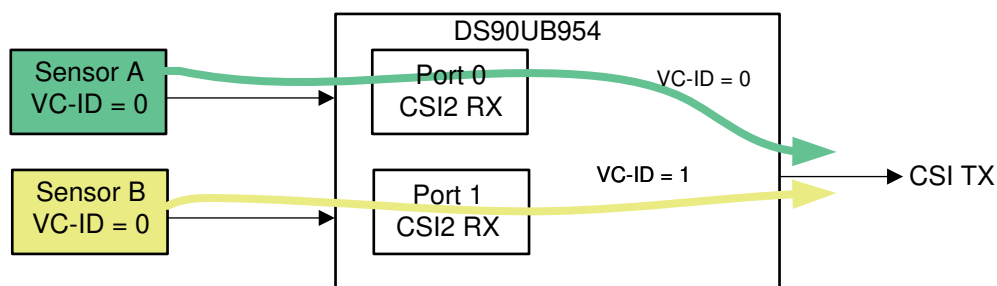 DS90UB954
Sensor A
VC-ID = 0
Port 0
CSI2 RX
VC-ID = 0
Sensor B
VC-ID = 0
Port 1
CSI2 RX
VC-ID = 1
CSI TX